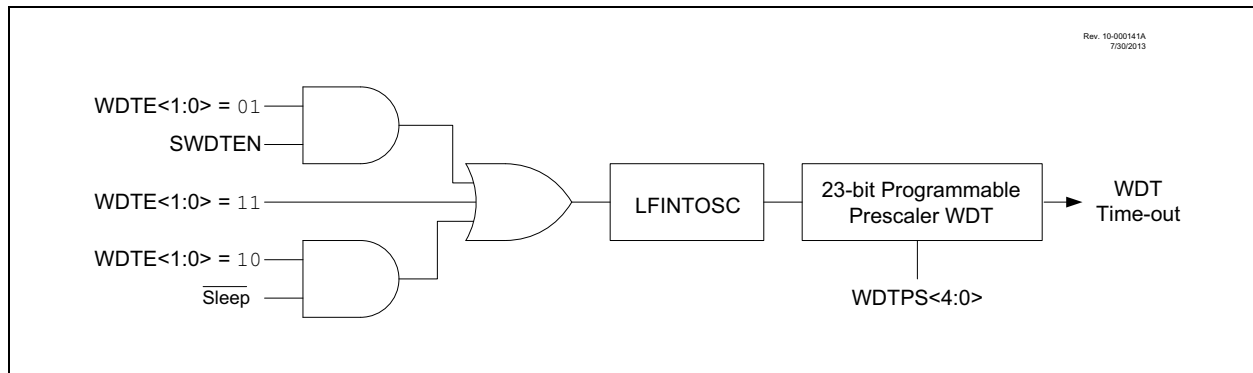 Rev. 10-000141A
7/30/2013
WDTE<1:0> = 01
SWDTEN
WDTE<1:0> = 11
WDTE<1:0> = 10
Sleep
LFINTOSC
23-bit Programmable
Prescaler WDT
WDT
Time-out
WDTPS<4:0>